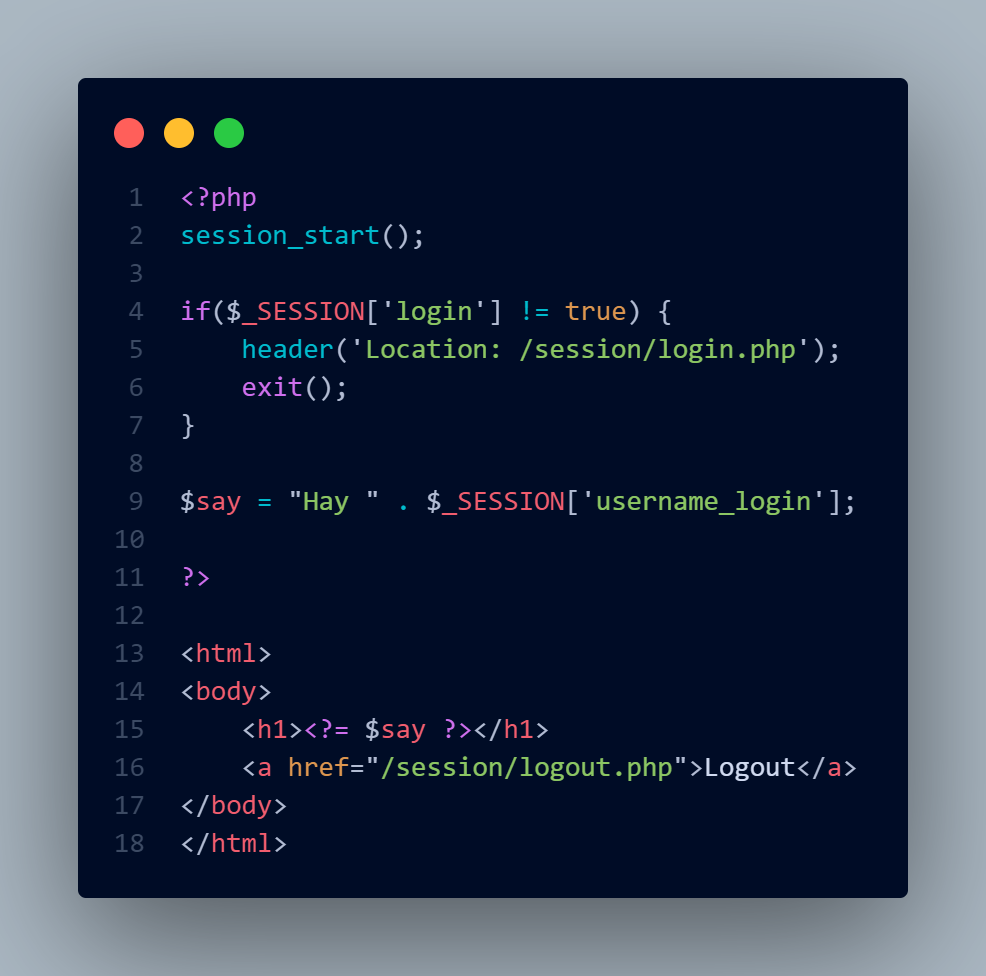 1 <?php
2 session_start();
3
4 if($_SESSION['login'] != true) {
5     header('Location: /session/login.php');
6     exit();
7 }
8
9 $say = "Hay " . $_SESSION['username_login'];
10
11 ?>
12
13 <html>
14 <body>
15     <h1><?= $say ?></h1>
16     <a href="/session/logout.php">Logout</a>
17 </body>
18 </html>